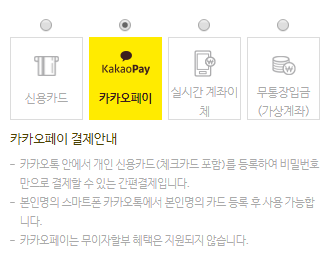 신용카드
KakaoPay
카카오페이
실시간 계좌이
체
무통장입금
(가상계좌)
카카오페이 결제안내
- 카카오톡 안에서 개인 신용카드(체크카드 포함)를 등록하여 비밀번호
만으로 결제할 수 있는 간편결제입니다.
- 본인명의 스마트폰 카카오톡에서 본인명의 카드 등록 후 사용 가능합
니다.
- 카카오페이는 무이자할부 혜택은 지원되지 않습니다.